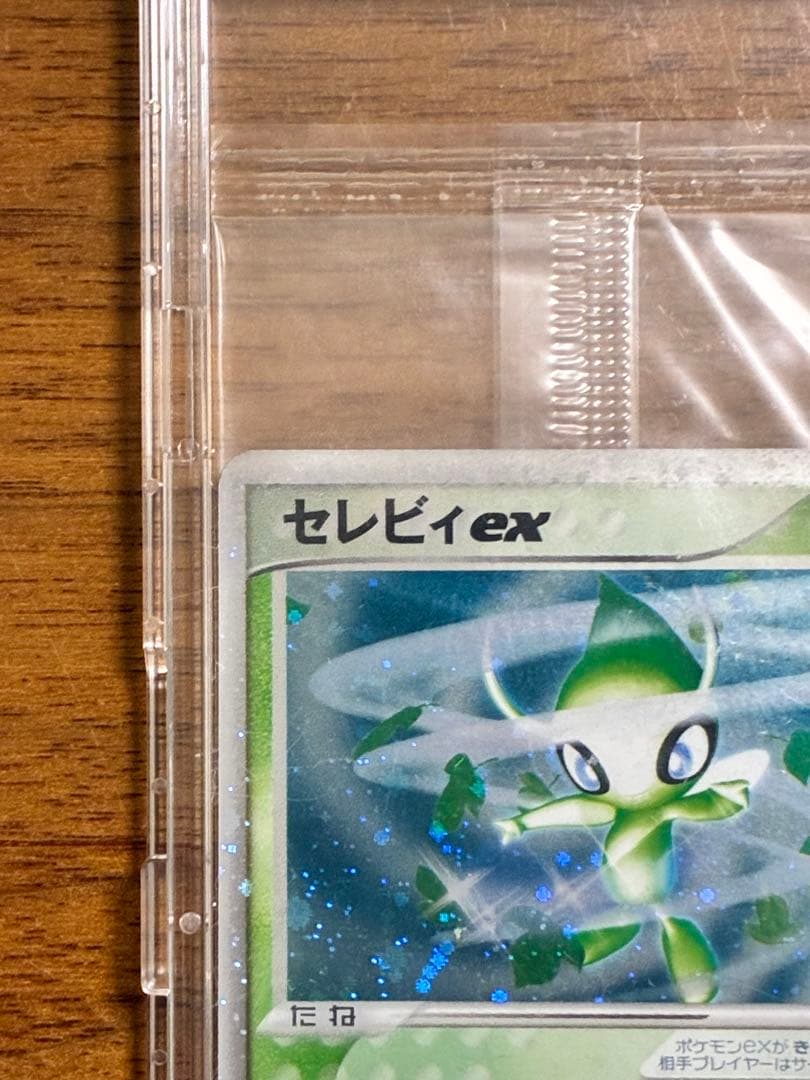 セレビィex
たね
ポケモンexがき
相手プレイヤーはサ